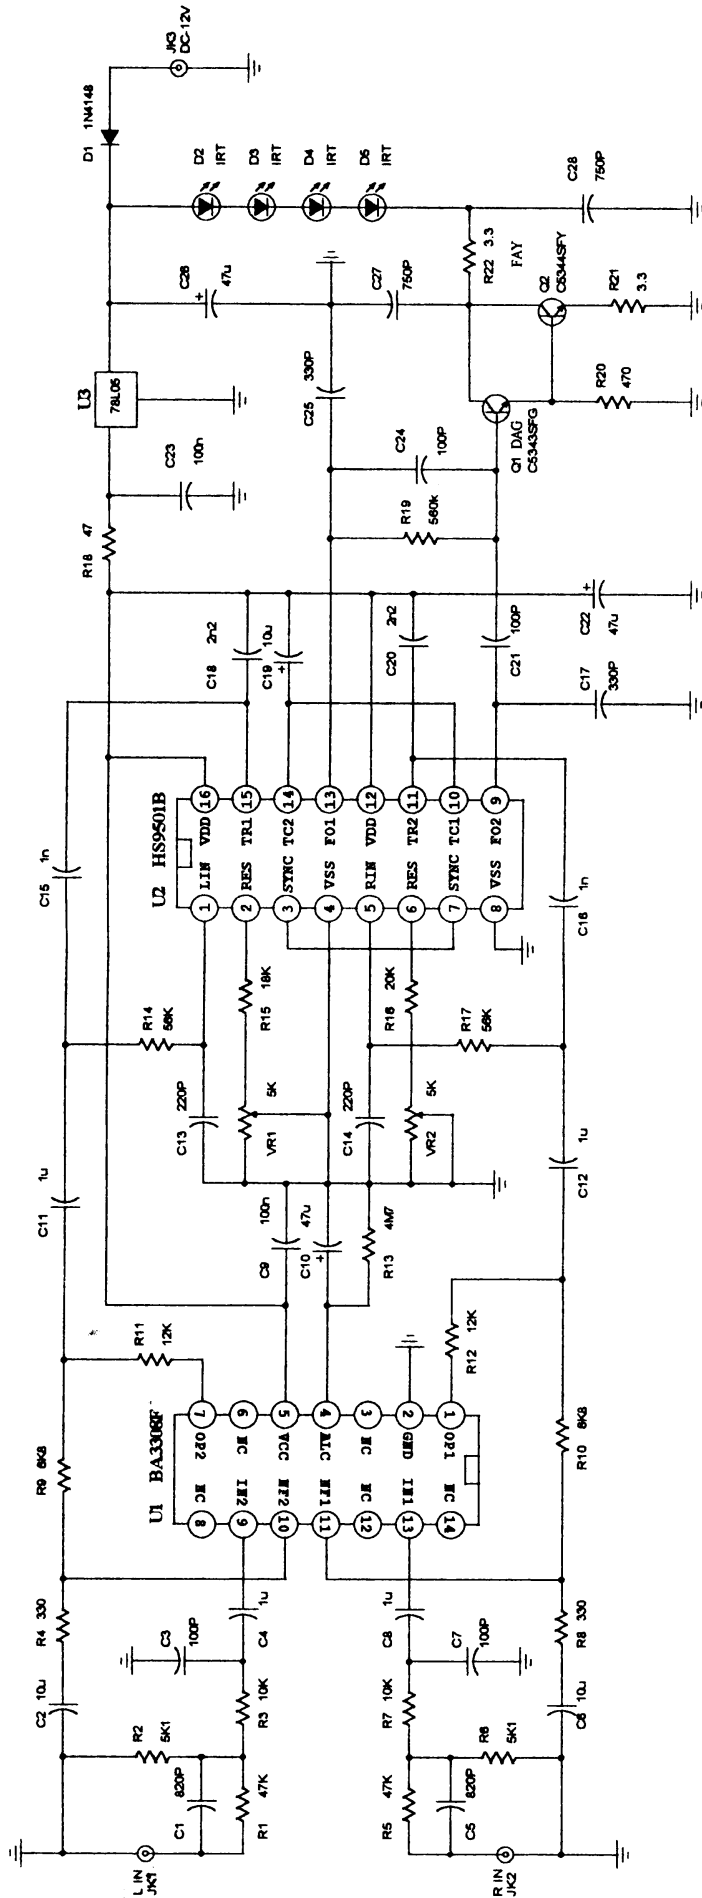 JK3
DC-12V
D1 1N4148
D2
IRT
D3
IRT
D4
IRT
D5
IRT
C28
750P
C26
47u
C27
750P
R22 3.3
FAY
Q2
C5344SFY
R21
3.3
U3
78L05
C25
330P
C24
100P
Q1 DAG
C5343SFG
R20
470
C23
100n
R18
47
R19
560k
C18
2n2
C19
10u
C20
2n2
C21
100P
C22
47u
C17
330P
U2 HS9501B
16
15
14
13
12
11
10
9
LIN VDD
RES TR1
SYNC TC2
VSS FO1
RIN VDD
RES TR2
SYNC TC1
VSS FO2
1
2
3
4
5
6
7
8
C15
1n
C16
1n
R14
56K
R15
18K
R16
20K
R17
56K
C13
220P
VR1
5K
C14
220P
VR2
5K
C11
1u
C12
1u
C9
100n
C10
47u
R13
4M7
R11
12K
R12
12K
U1 BA3308F
7
6
5
4
3
2
1
NC OP2
IN2 NC
NF2 VCC
NF1 ALC
NC NC
IN1 GND
NC OP1
8
9
10
11
12
13
14
R9 6K8
R10
6K8
R4 330
R8 330
C4
1u
C8
1u
C3
100P
C7
100P
C2
10u
C6
10u
R3
10K
R7 10K
R2
5K1
R6
5K1
C1
820P
C5
820P
R1
47K
R5
47K
L IN
JK1
R IN
JK2